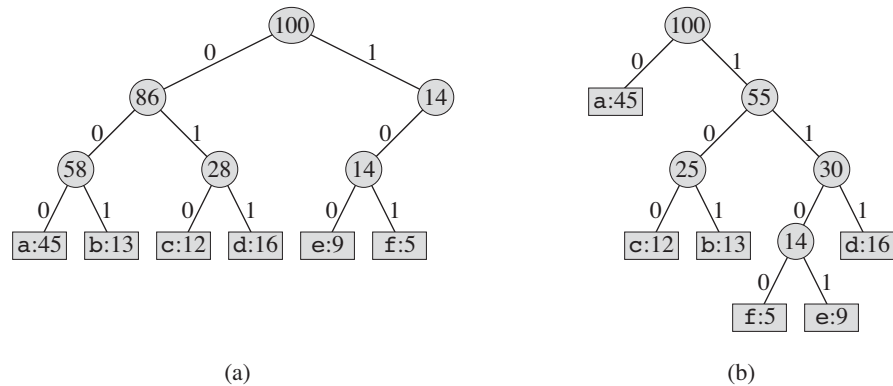 100 100
0 1 0 1
86 14 a:45 55
0 1 0 0 1
58 28 14 25 30
0 1 0 1 0 1 0 1 0 1
a:45 b:13 c:12 d:16 e:9 f:5 c:12 b:13 14 d:16
0 1
f:5 e:9
(a) (b)